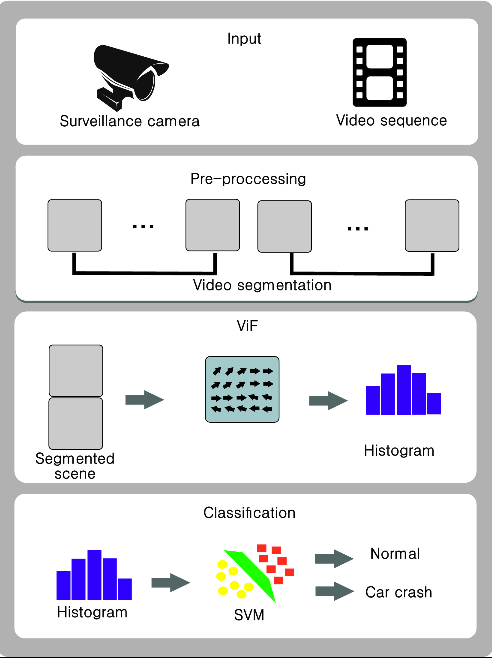 Input
Surveillance camera
Video sequence
Pre-proccessing
...
...
Video segmentation
ViF
Segmented
scene
Histogram
Classification
Histogram
SVM
Normal
Car crash